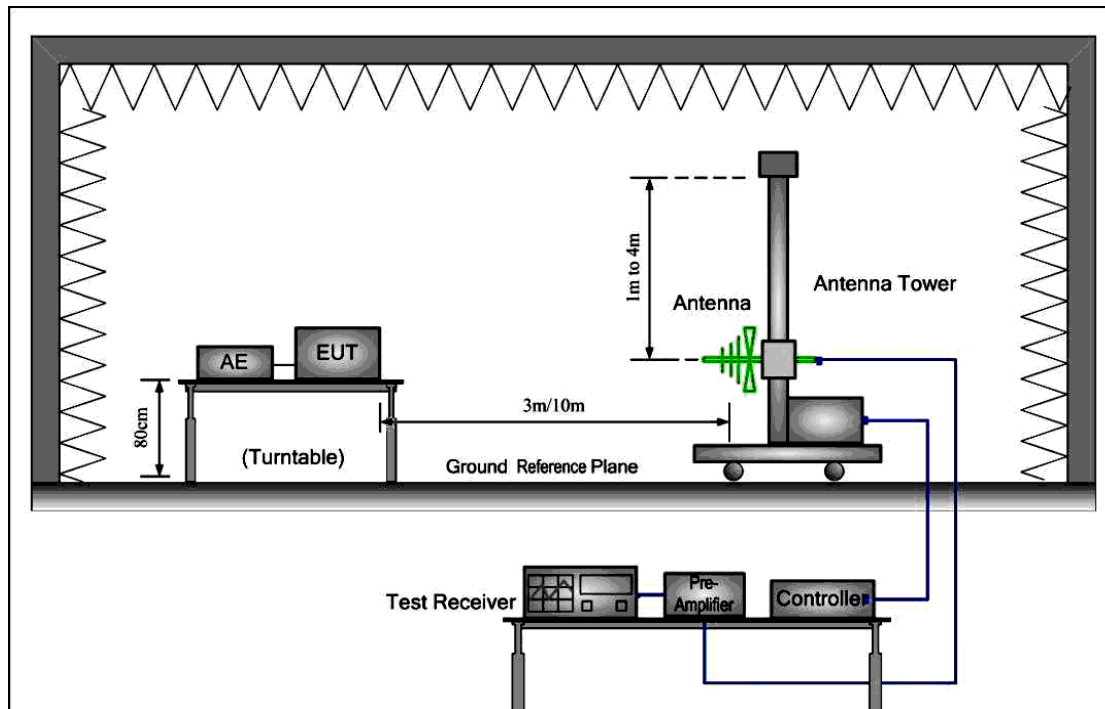 1m to 4m
Antenna Tower
Antenna
AE
EUT
3m/10m
80cm
(Turntable)
Ground Reference Plane
Test Receiver
Pre-
Amplifier
Controller